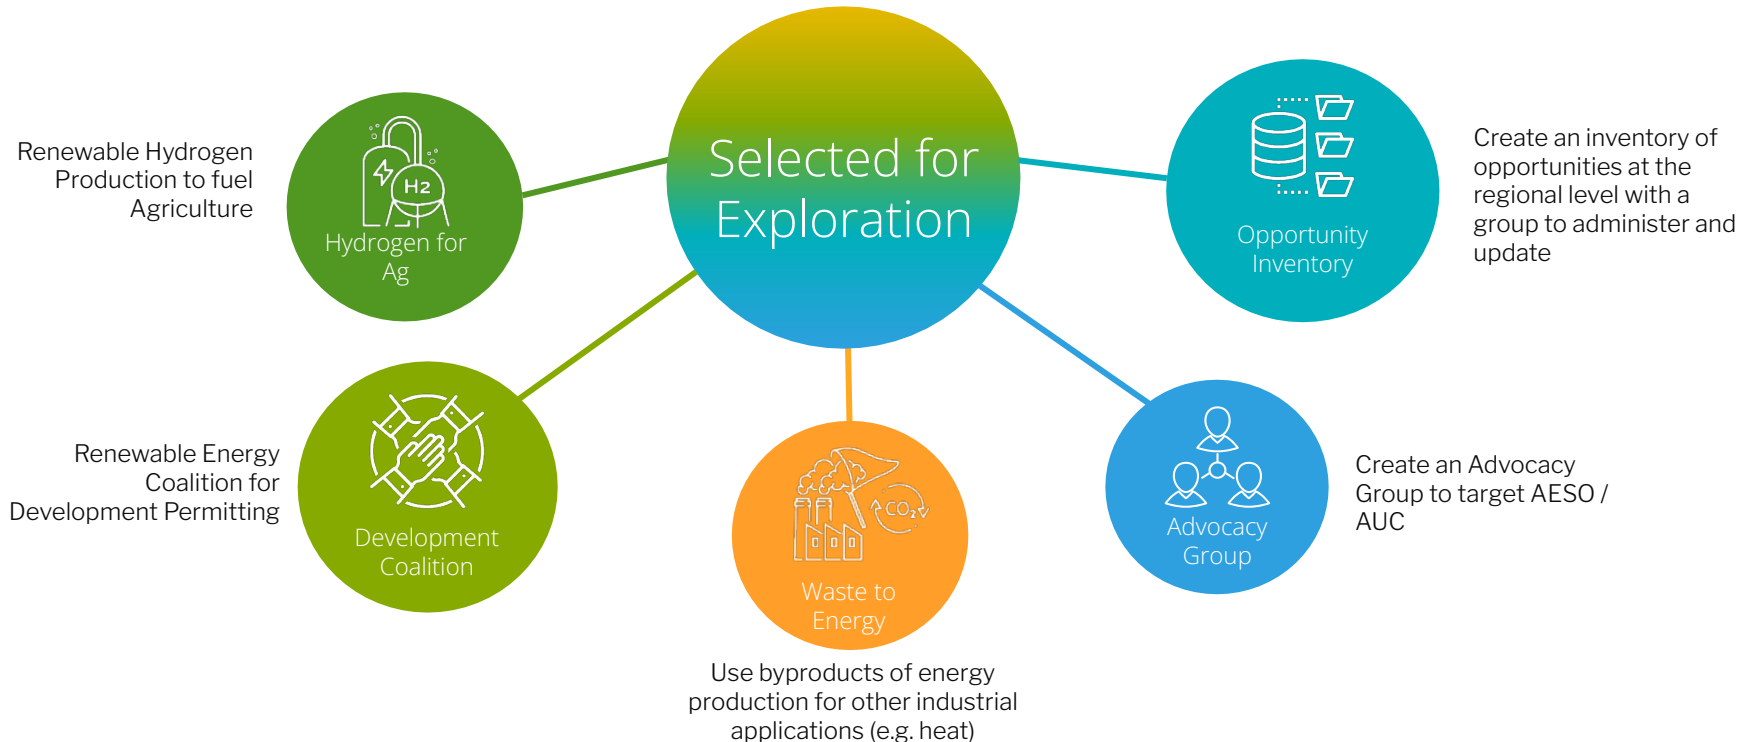 Selected for
Exploration
Renewable Hydrogen
Production to fuel
Agriculture
H2
Hydrogen for
Ag
Opportunity
Inventory
Create an inventory of
opportunities at the
regional level with a
group to administer and
update
Renewable Energy
Coalition for
Development Permitting
Development
Coalition
CO2
Waste to
Energy
Use byproducts of energy
production for other industrial
applications (e.g. heat)
Advocacy
Group
Create an Advocacy
Group to target AESO /
AUC